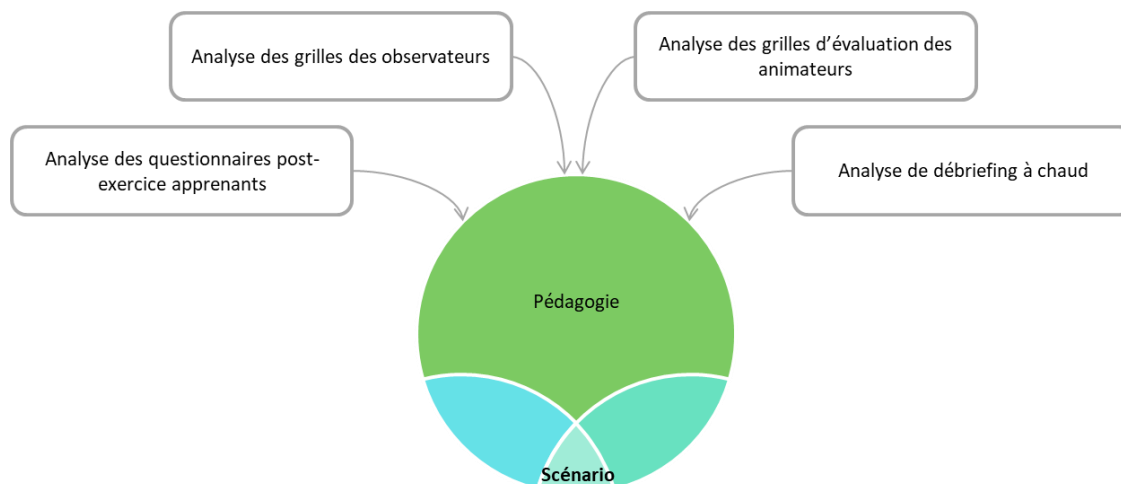 Analyse des grilles des observateurs
Analyse des grilles d’évaluation des
animateurs
Analyse des questionnaires post-
exercice apprenants
Analyse de débriefing à chaud
Pédagogie
Scénario